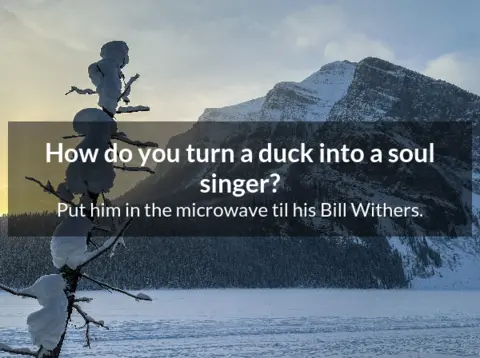 How do you turn a duck into a soul
singer?
Put him in the microwave til his Bill Withers.